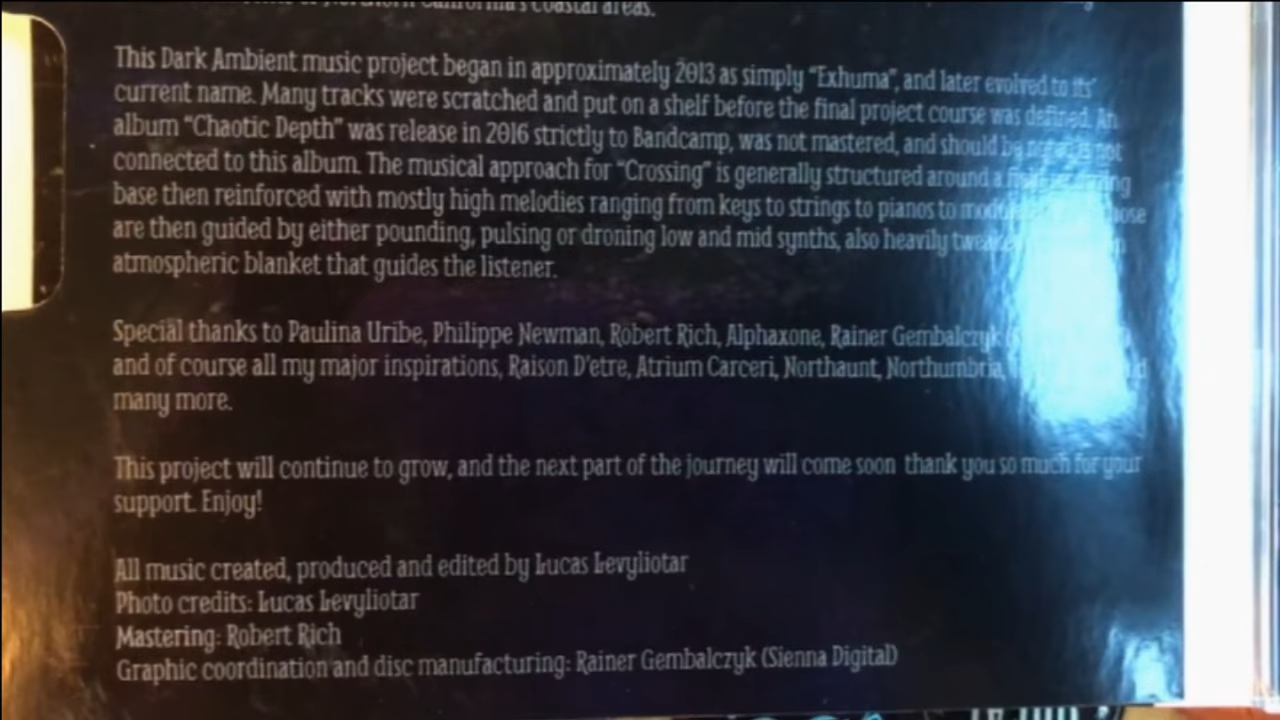 Northern California's coastal areas.
This Dark Ambient music project began in approximately 2013 as simply “Exhuma”, and later evolved to its'
current name. Many tracks were scratched and put on a shelf before the final project course was defined. An
album “Chaotic Depth” was release in 2016 strictly to Bandcamp, was not mastered, and should be not
connected to this album. The musical approach for “Crossing” is generally structured around a
base then reinforced with mostly high melodies ranging from keys to strings to pianos to
are then guided by either pounding, pulsing or droning low and mid synths, also heavily
atmospheric blanket that guides the listener.
Special thanks to Paulina Uribe, Philippe Newman, Robert Rich, Alphaxone, Rainer Gembalczyk
and of course all my major inspirations, Raison D'etre, Atrium Carceri, Northaunt, Northumbria,
many more.
This project will continue to grow, and the next part of the journey will come soon thank you so much for your
support. Enjoy!
All music created, produced and edited by Lucas Levyliotar
Photo credits: Lucas Levyliotar
Mastering: Robert Rich
Graphic coordination and disc manufacturing: Rainer Gembalczyk (Sienna Digital)